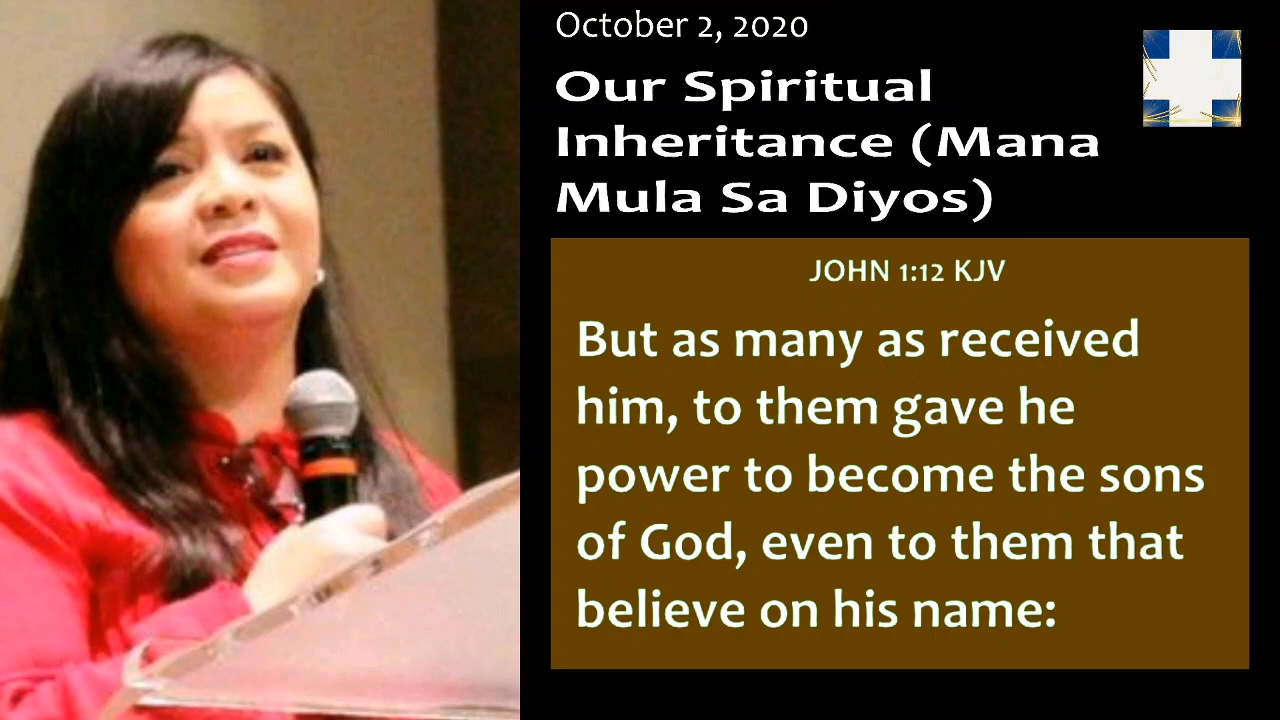 October 2, 2020
Our Spiritual
Inheritance (Mana
Mula Sa Diyos)
JOHN 1:12 KJV
But as many as received
him, to them gave he
power to become the sons
of God, even to them that
believe on his name: